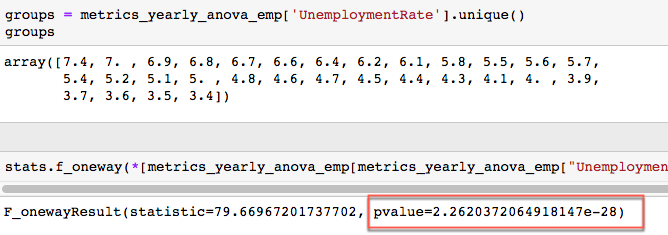 groups = metrics_yearly_anova_emp['UnemploymentRate'].unique()
groups
array([7.4, 7. , 6.9, 6.8, 6.7, 6.6, 6.4, 6.2, 6.1, 5.8, 5.5, 5.6, 5.7,
5.4, 5.2, 5.1, 5. , 4.8, 4.6, 4.7, 4.5, 4.4, 4.3, 4.1, 4. , 3.9,
3.7, 3.6, 3.5, 3.4])
stats.f_oneway(*[metrics_yearly_anova_emp[metrics_yearly_anova_emp["Unemploymen
F_onewayResult(statistic=79.66967201737702, pvalue=2.2620372064918147e-28)